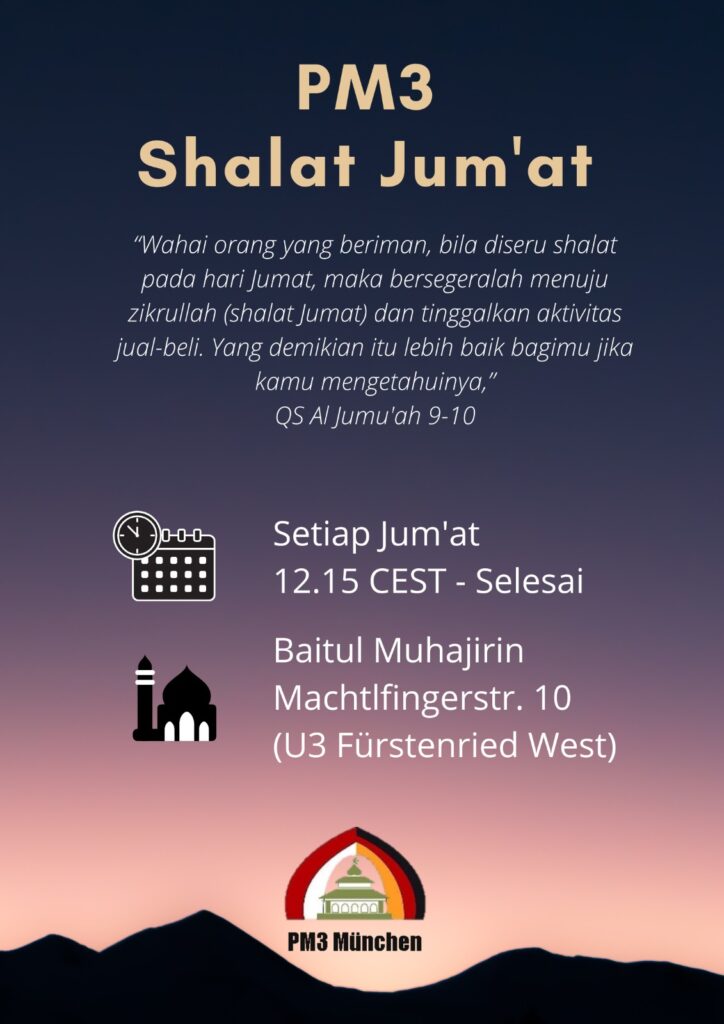 PM3
Shalat Jum'at
“Wahai orang yang beriman, bila diseru shalat
pada hari Jumat, maka bersegeralah menuju
zikrullah (shalat Jumat) dan tinggalkan aktivitas
jual-beli. Yang demikian itu lebih baik bagimu jika
kamu mengetahuinya,”
QS Al Jumu'ah 9-10
Setiap Jum'at
12.15 CEST - Selesai
Baitul Muhajirin
Machtlfingerstr. 10
(U3 Fürstenried West)
PM3 München